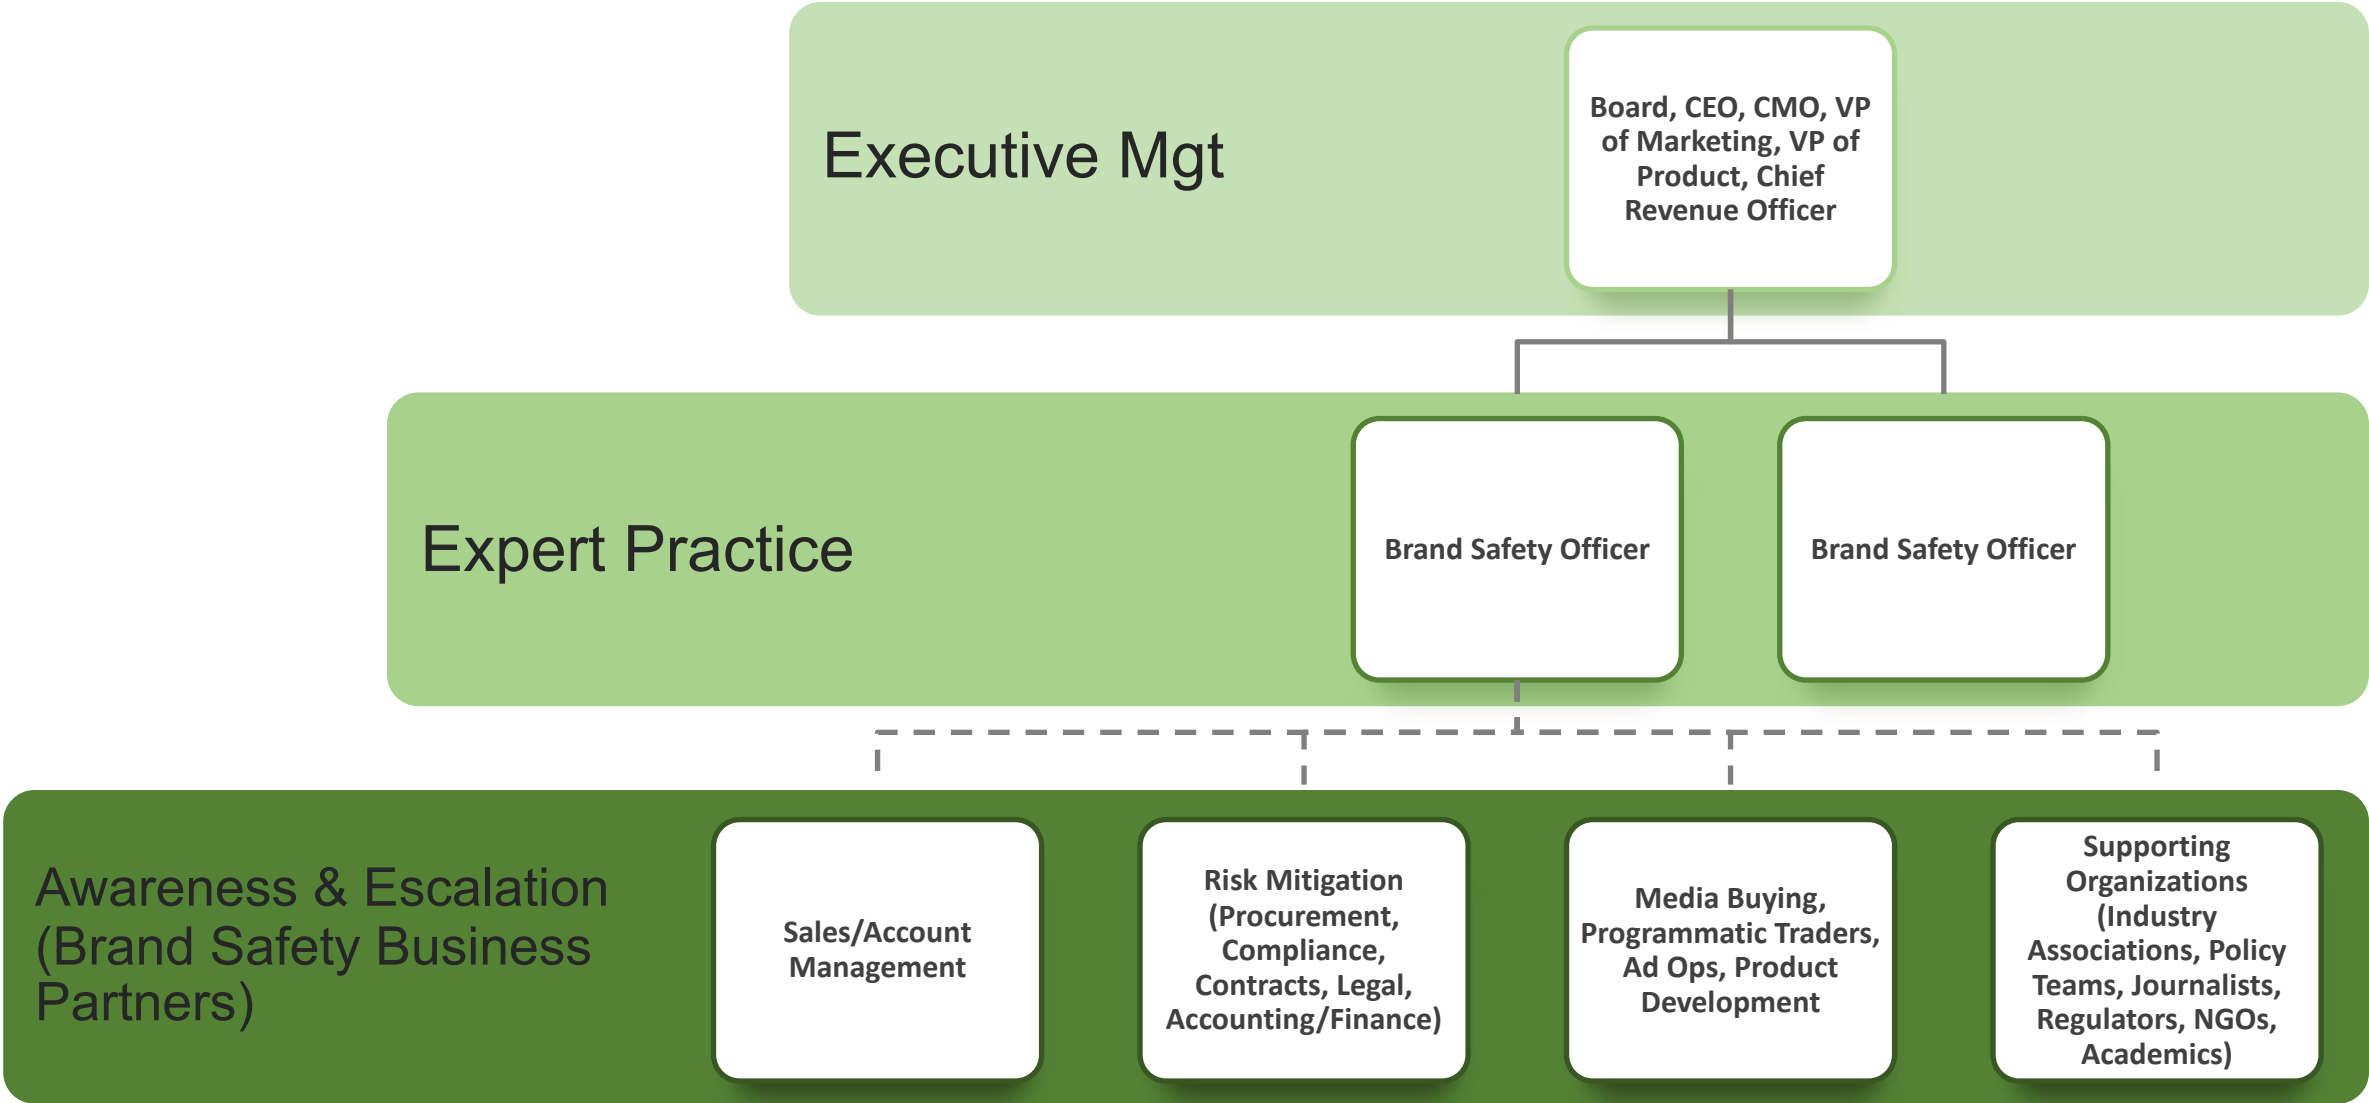 Executive Mgt
Board, CEO, CMO, VP
of Marketing, VP of
Product, Chief
Revenue Officer
Expert Practice
Brand Safety Officer
Brand Safety Officer
Awareness & Escalation
(Brand Safety Business
Partners)
Sales/Account
Management
Risk Mitigation
(Procurement,
Compliance,
Contracts, Legal,
Accounting/Finance)
Media Buying,
Programmatic Traders,
Ad Ops, Product
Development
Supporting
Organizations
(Industry
Associations, Policy
Teams, Journalists,
Regulators, NGOs,
Academics)